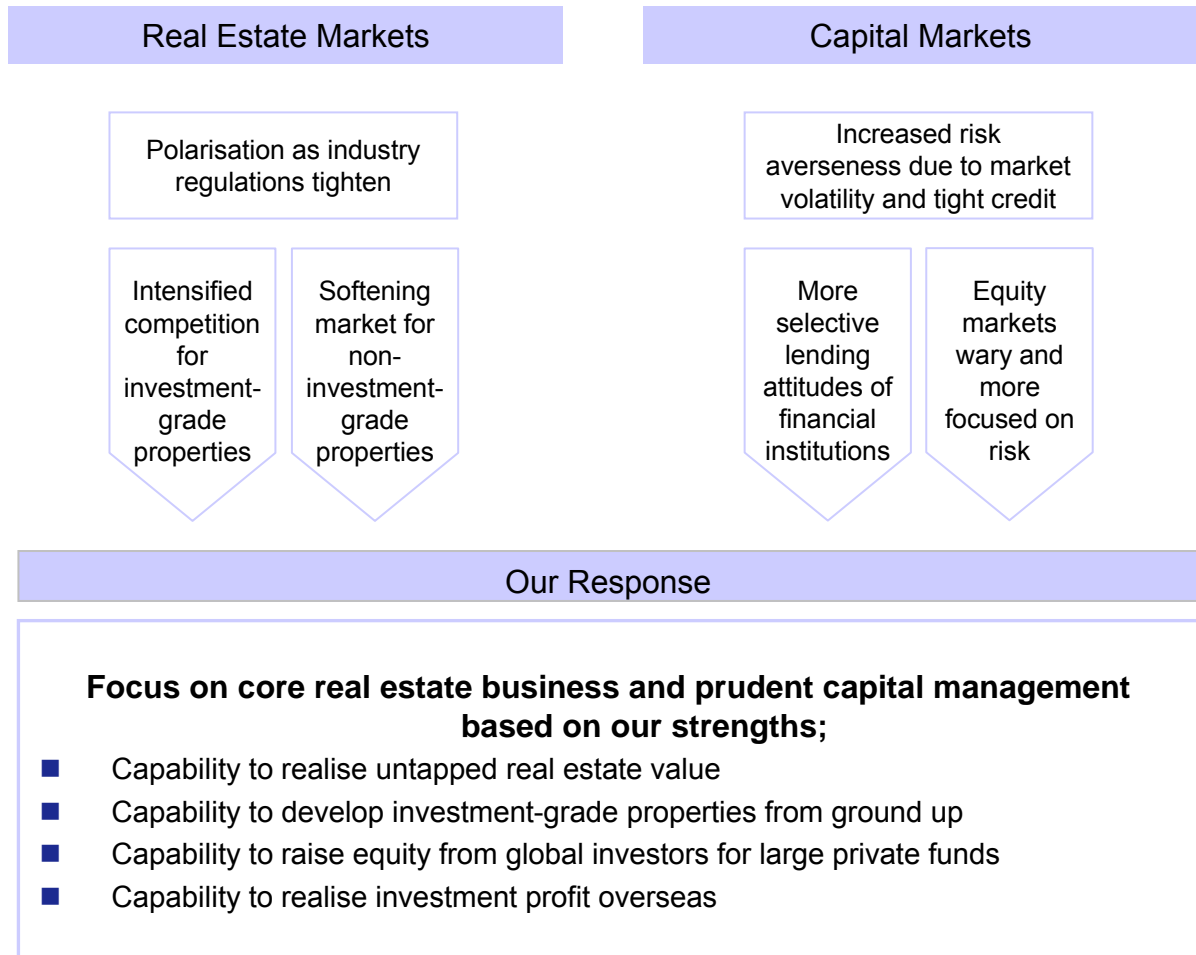 Real Estate Markets
Capital Markets
Polarisation as industry
regulations tighten
Increased risk
averseness due to market
volatility and tight credit
Intensified
competition
for
investment-
grade
properties
Softening
market for
non-
investment-
grade
properties
More
selective
lending
attitudes of
financial
institutions
Equity
markets
wary and
more
focused on
risk
Our Response
Focus on core real estate business and prudent capital management
based on our strengths;
Capability to realise untapped real estate value
Capability to develop investment-grade properties from ground up
Capability to raise equity from global investors for large private funds
Capability to realise investment profit overseas